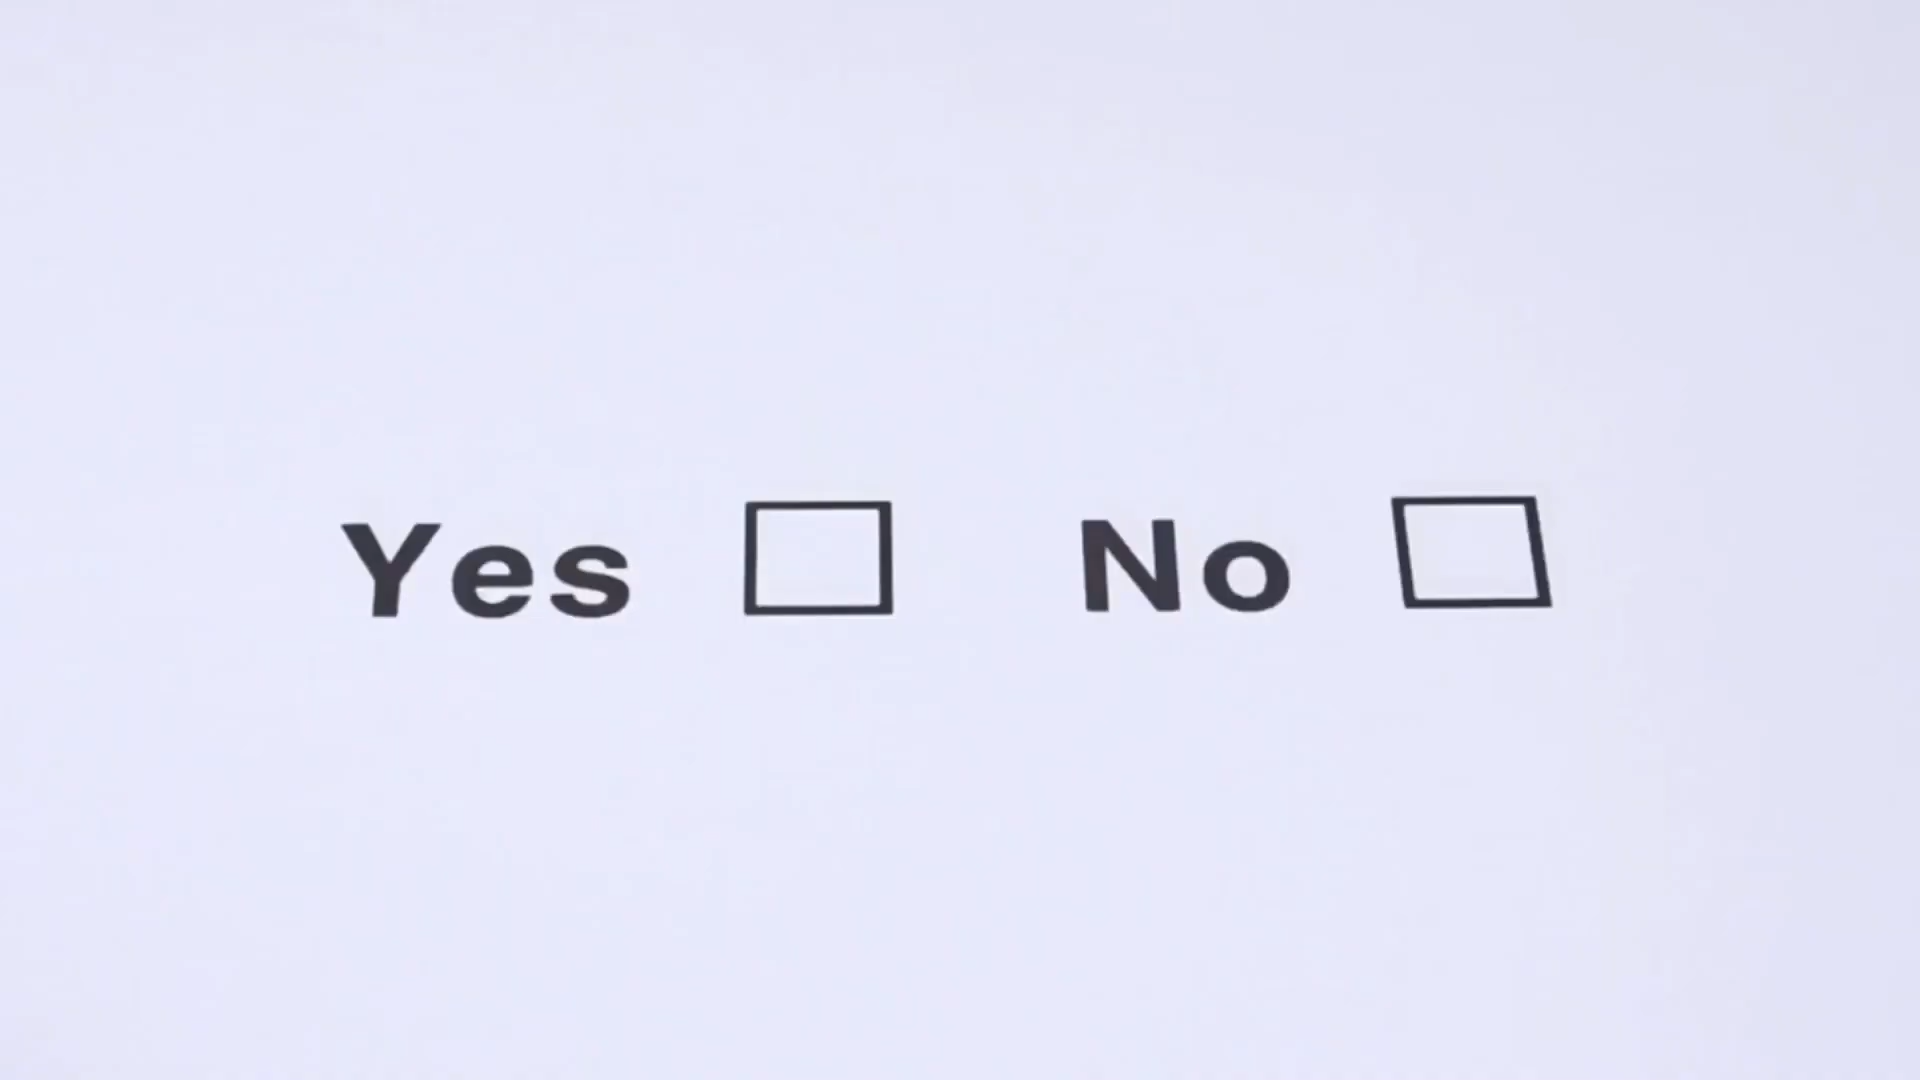 Yes ☐ No ☐